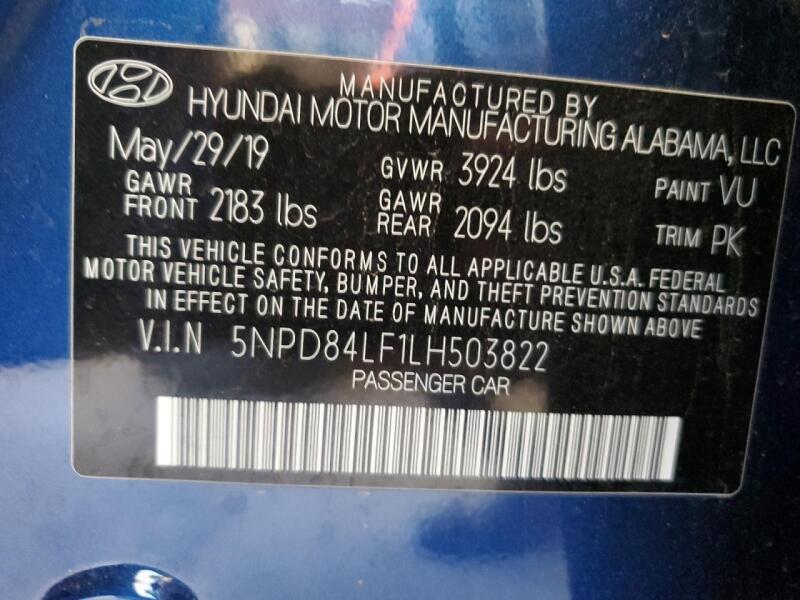 MANUFACTURED BY
HYUNDAI MOTOR MANUFACTURING ALABAMA, LLC
May/29/19 GVWR 3924 lbs PAINT VU
GAWR FRONT 2183 lbs GAWR REAR 2094 lbs TRIM PK
THIS VEHICLE CONFORMS TO ALL APPLICABLE U.S.A. FEDERAL
MOTOR VEHICLE SAFETY, BUMPER, AND THEFT PREVENTION STANDARDS
IN EFFECT ON THE DATE OF MANUFACTURE SHOWN ABOVE
V.I.N 5NPD84LF1LH503822
PASSENGER CAR